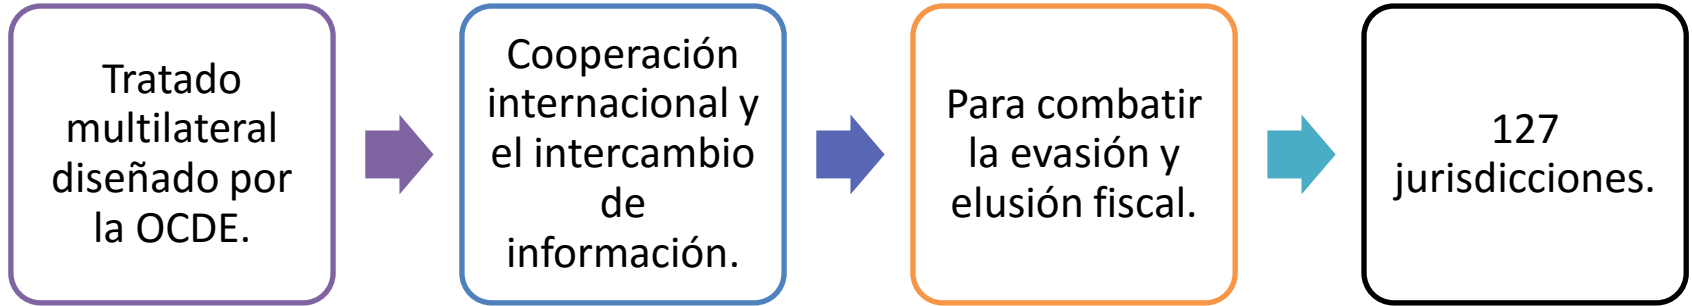 Tratado
multilateral
diseñado por
la OCDE.
Cooperación
internacional y
el intercambio
de
información.
Para combatir
la evasión y
elusión fiscal.
127
jurisdicciones.